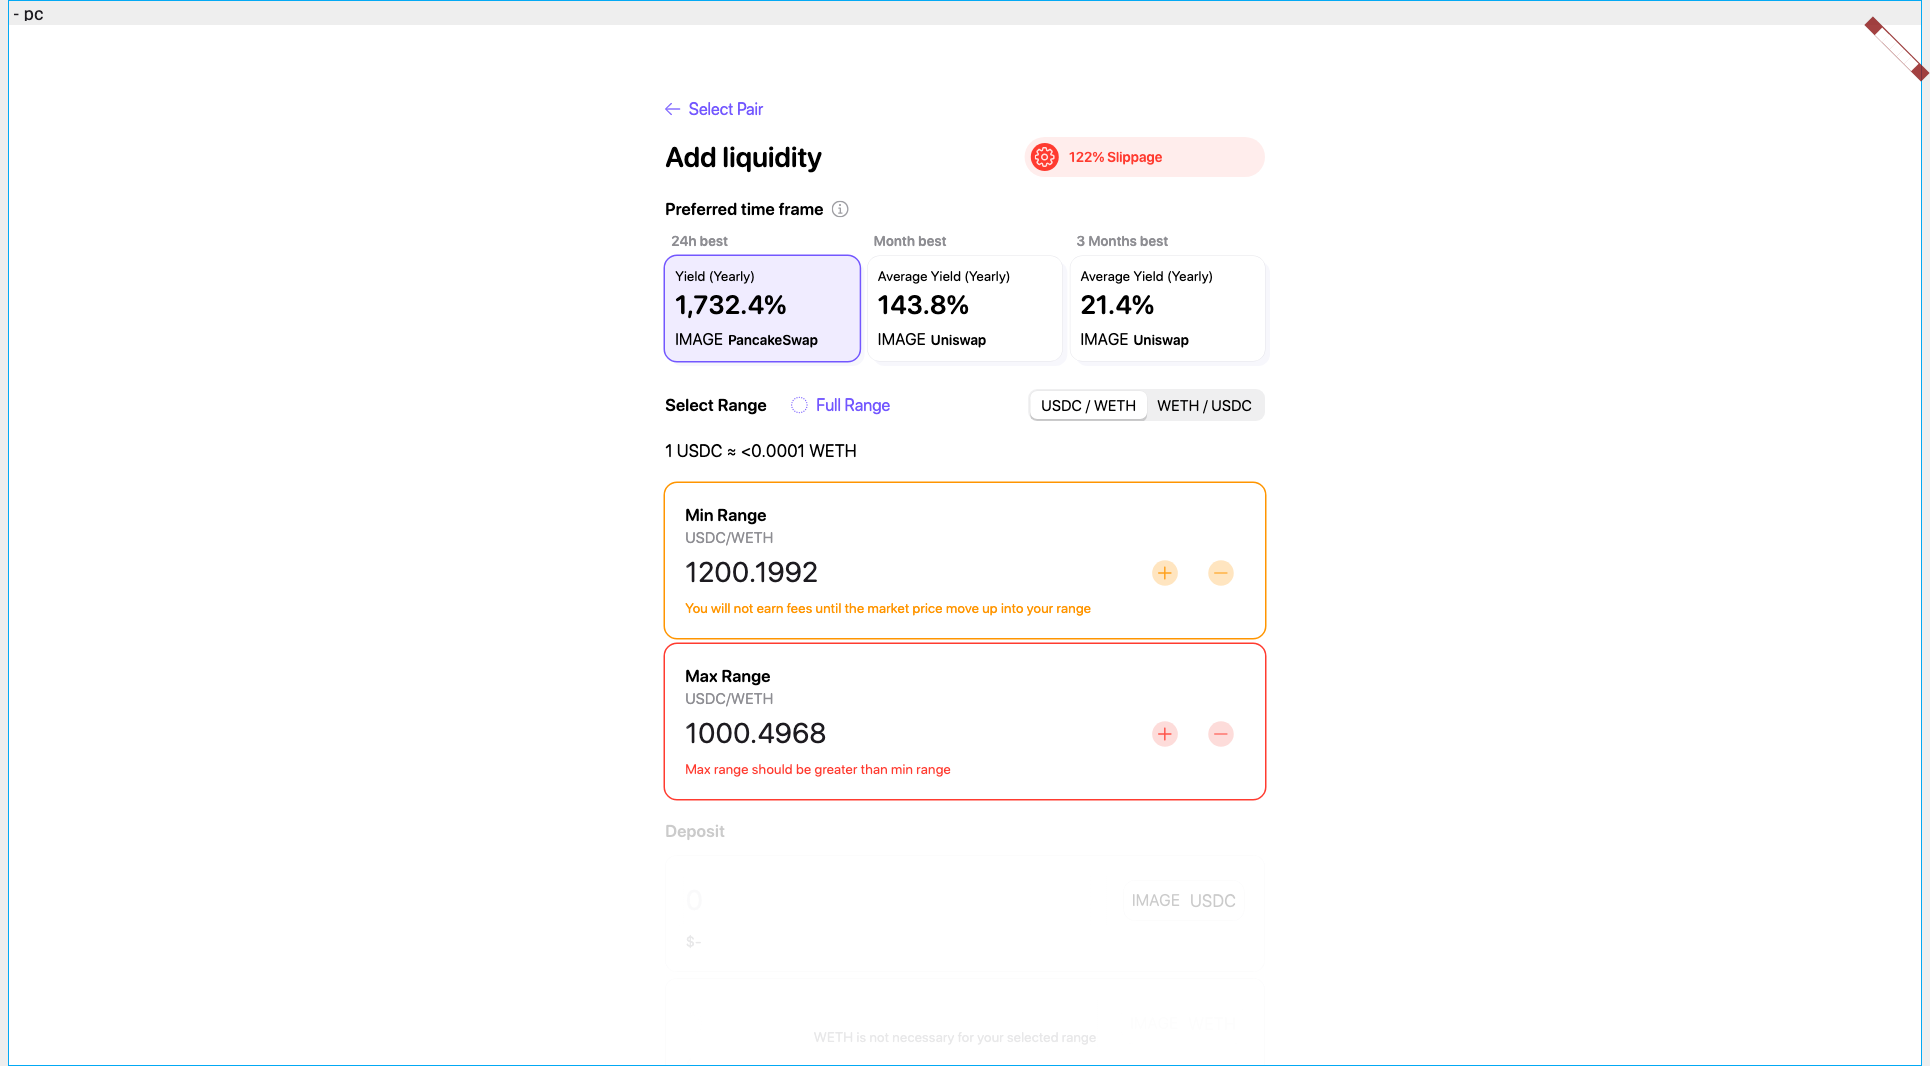 - pc
Select Pair
Add liquidity
122% Slippage
Preferred time frame
24h best
Month best
3 Months best
Yield (Yearly)
1,732.4%
IMAGE PancakeSwap
Average Yield (Yearly)
143.8%
IMAGE Uniswap
Average Yield (Yearly)
21.4%
IMAGE Uniswap
Select Range
Full Range
USDC / WETH
WETH / USDC
1 USDC ≈ <0.0001 WETH
Min Range
USDC/WETH
1200.1992
You will not earn fees until the market price move up into your range
Max Range
USDC/WETH
1000.4968
Max range should be greater than min range
Deposit
0
IMAGE USDC
$-
WETH is not necessary for your selected range